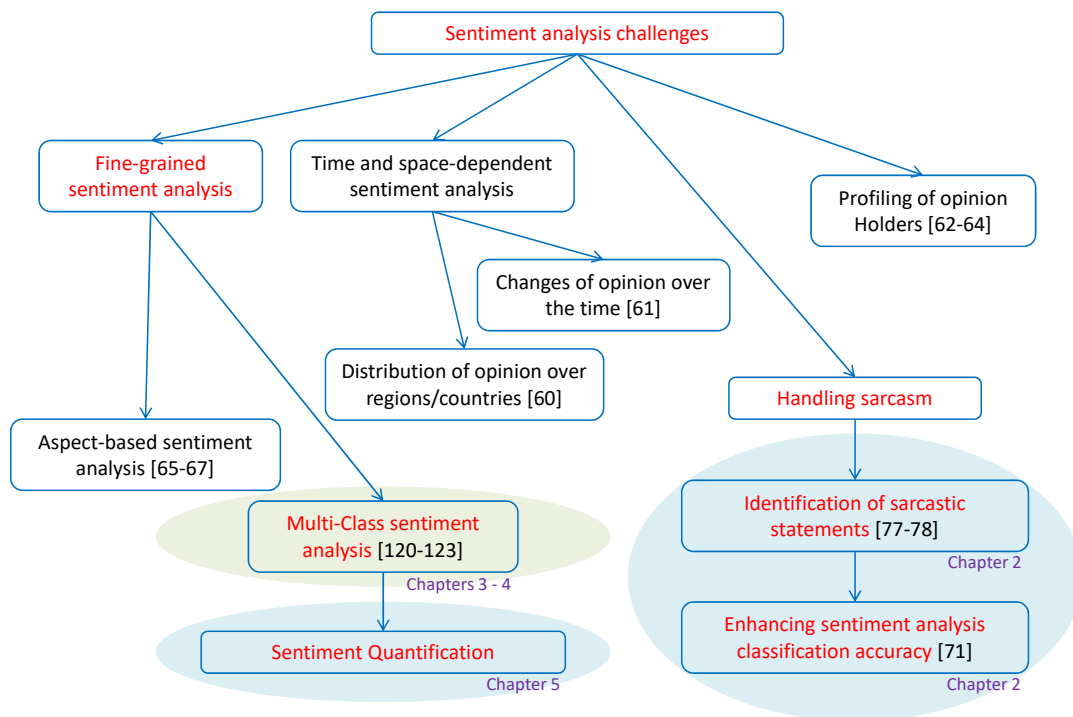 Sentiment analysis challenges
Fine-grained
sentiment analysis
Time and space-dependent
sentiment analysis
Profiling of opinion
Holders [62-64]
Changes of opinion over
the time [61]
Distribution of opinion over
regions/countries [60]
Handling sarcasm
Aspect-based sentiment
analysis [65-67]
Multi-Class sentiment
analysis [120-123]
Chapters 3 - 4
Identification of sarcastic
statements [77-78]
Chapter 2
Sentiment Quantification
Chapter 5
Enhancing sentiment analysis
classification accuracy [71]
Chapter 2